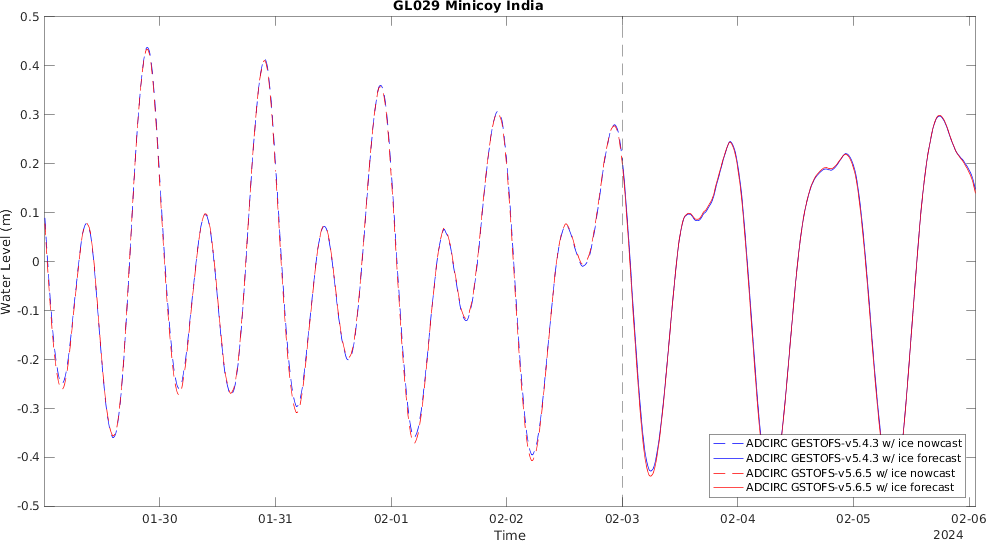 GL029 Minicoy India
0.5
0.4
0.3
0.2
0.1
0
-0.1
-0.2
-0.3
-0.4
-0.5
Water Level (m)
ADCIRC GESTOFS-v5.4.3 w/ ice nowcast
ADCIRC GESTOFS-v5.4.3 w/ ice forecast
ADCIRC GSTOFS-v5.6.5 w/ ice nowcast
ADCIRC GSTOFS-v5.6.5 w/ ice forecast
01-30 01-31 02-01 02-02 02-03 02-04 02-05 02-06
Time
2024